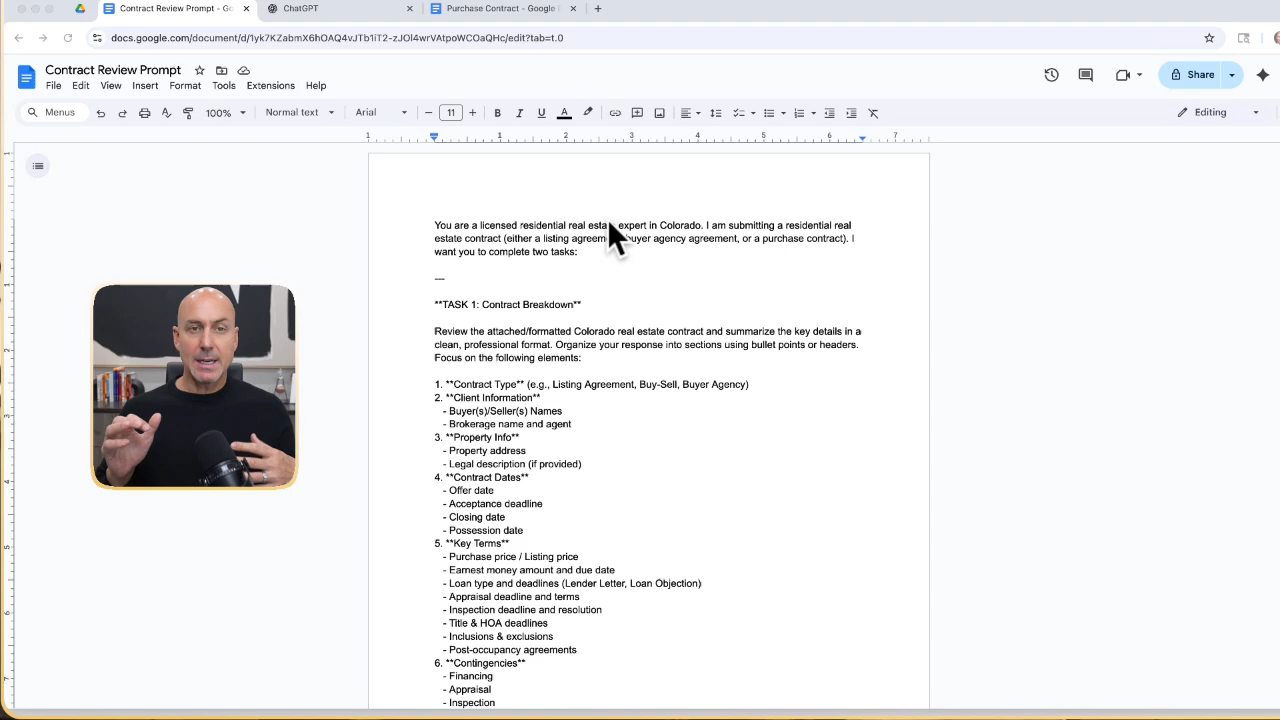 Contract Review Prompt - Go
ChatGPT
Purchase Contract - Google
docs.google.com/document/d/1yk7KZabmX6hOAQ4vJTb1iT2-zJOl4wrVAtpoWCOaQHc/edit?tab=t.0
Contract Review Prompt
File Edit View Insert Format Tools Extensions Help
Share
Menus 100% Normal text Arial 11 B I U A Editing
1 1 2 3 4 5 6 7
You are a licensed residential real estate expert in Colorado. I am submitting a residential real
estate contract (either a listing agreement, buyer agency agreement, or a purchase contract). I
want you to complete two tasks:
---
**TASK 1: Contract Breakdown**
Review the attached/formatted Colorado real estate contract and summarize the key details in a
clean, professional format. Organize your response into sections using bullet points or headers.
Focus on the following elements:
1. **Contract Type** (e.g., Listing Agreement, Buy-Sell, Buyer Agency)
2. **Client Information**
- Buyer(s)/Seller(s) Names
- Brokerage name and agent
3. **Property Info**
- Property address
- Legal description (if provided)
4. **Contract Dates**
- Offer date
- Acceptance deadline
- Closing date
- Possession date
5. **Key Terms**
- Purchase price / Listing price
- Earnest money amount and due date
- Loan type and deadlines (Lender Letter, Loan Objection)
- Appraisal deadline and terms
- Inspection deadline and resolution
- Title & HOA deadlines
- Inclusions & exclusions
- Post-occupancy agreements
6. **Contingencies**
- Financing
- Appraisal
- Inspection